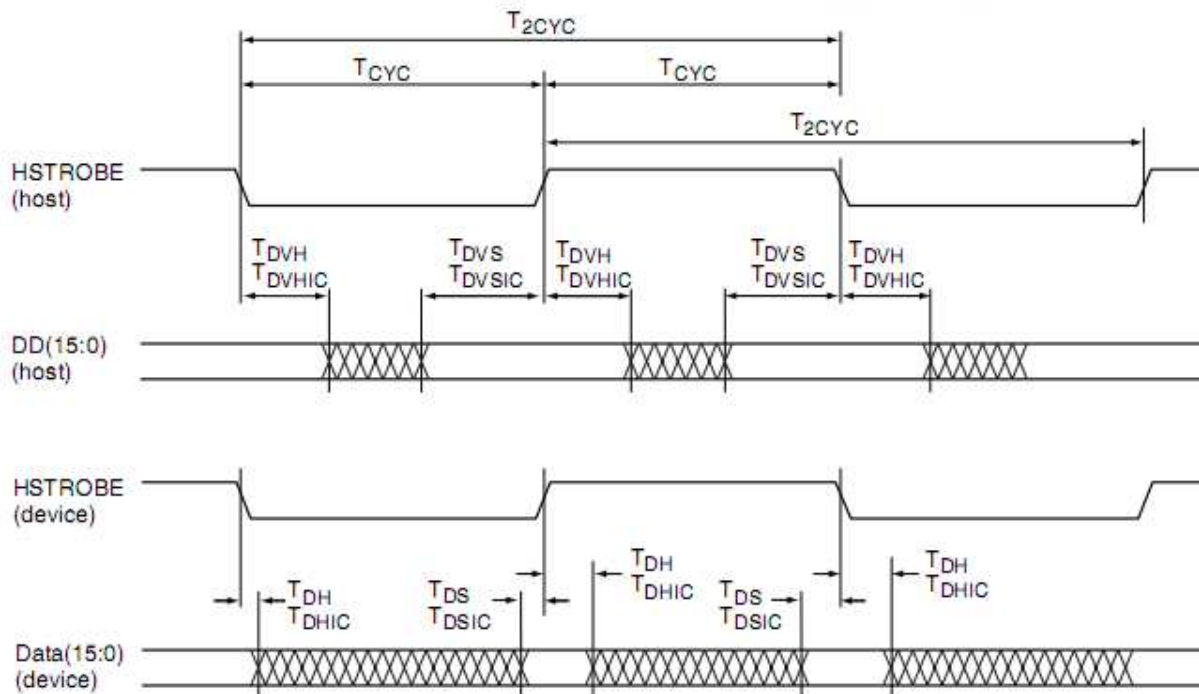 T2CYC
TCYC TCYC
T2CYC
HSTROBE
(host)
TDVH TDVS TDVH TDVS TDVH
TDVHIC TDVSIC TDVHIC TDVSIC TDVHIC
DD(15:0)
(host)
HSTROBE
(device)
TDH TDH
TDHIC TDHIC
TDH TDS TDS
TDHIC TDSIC TDSIC
Data(15:0)
(device)